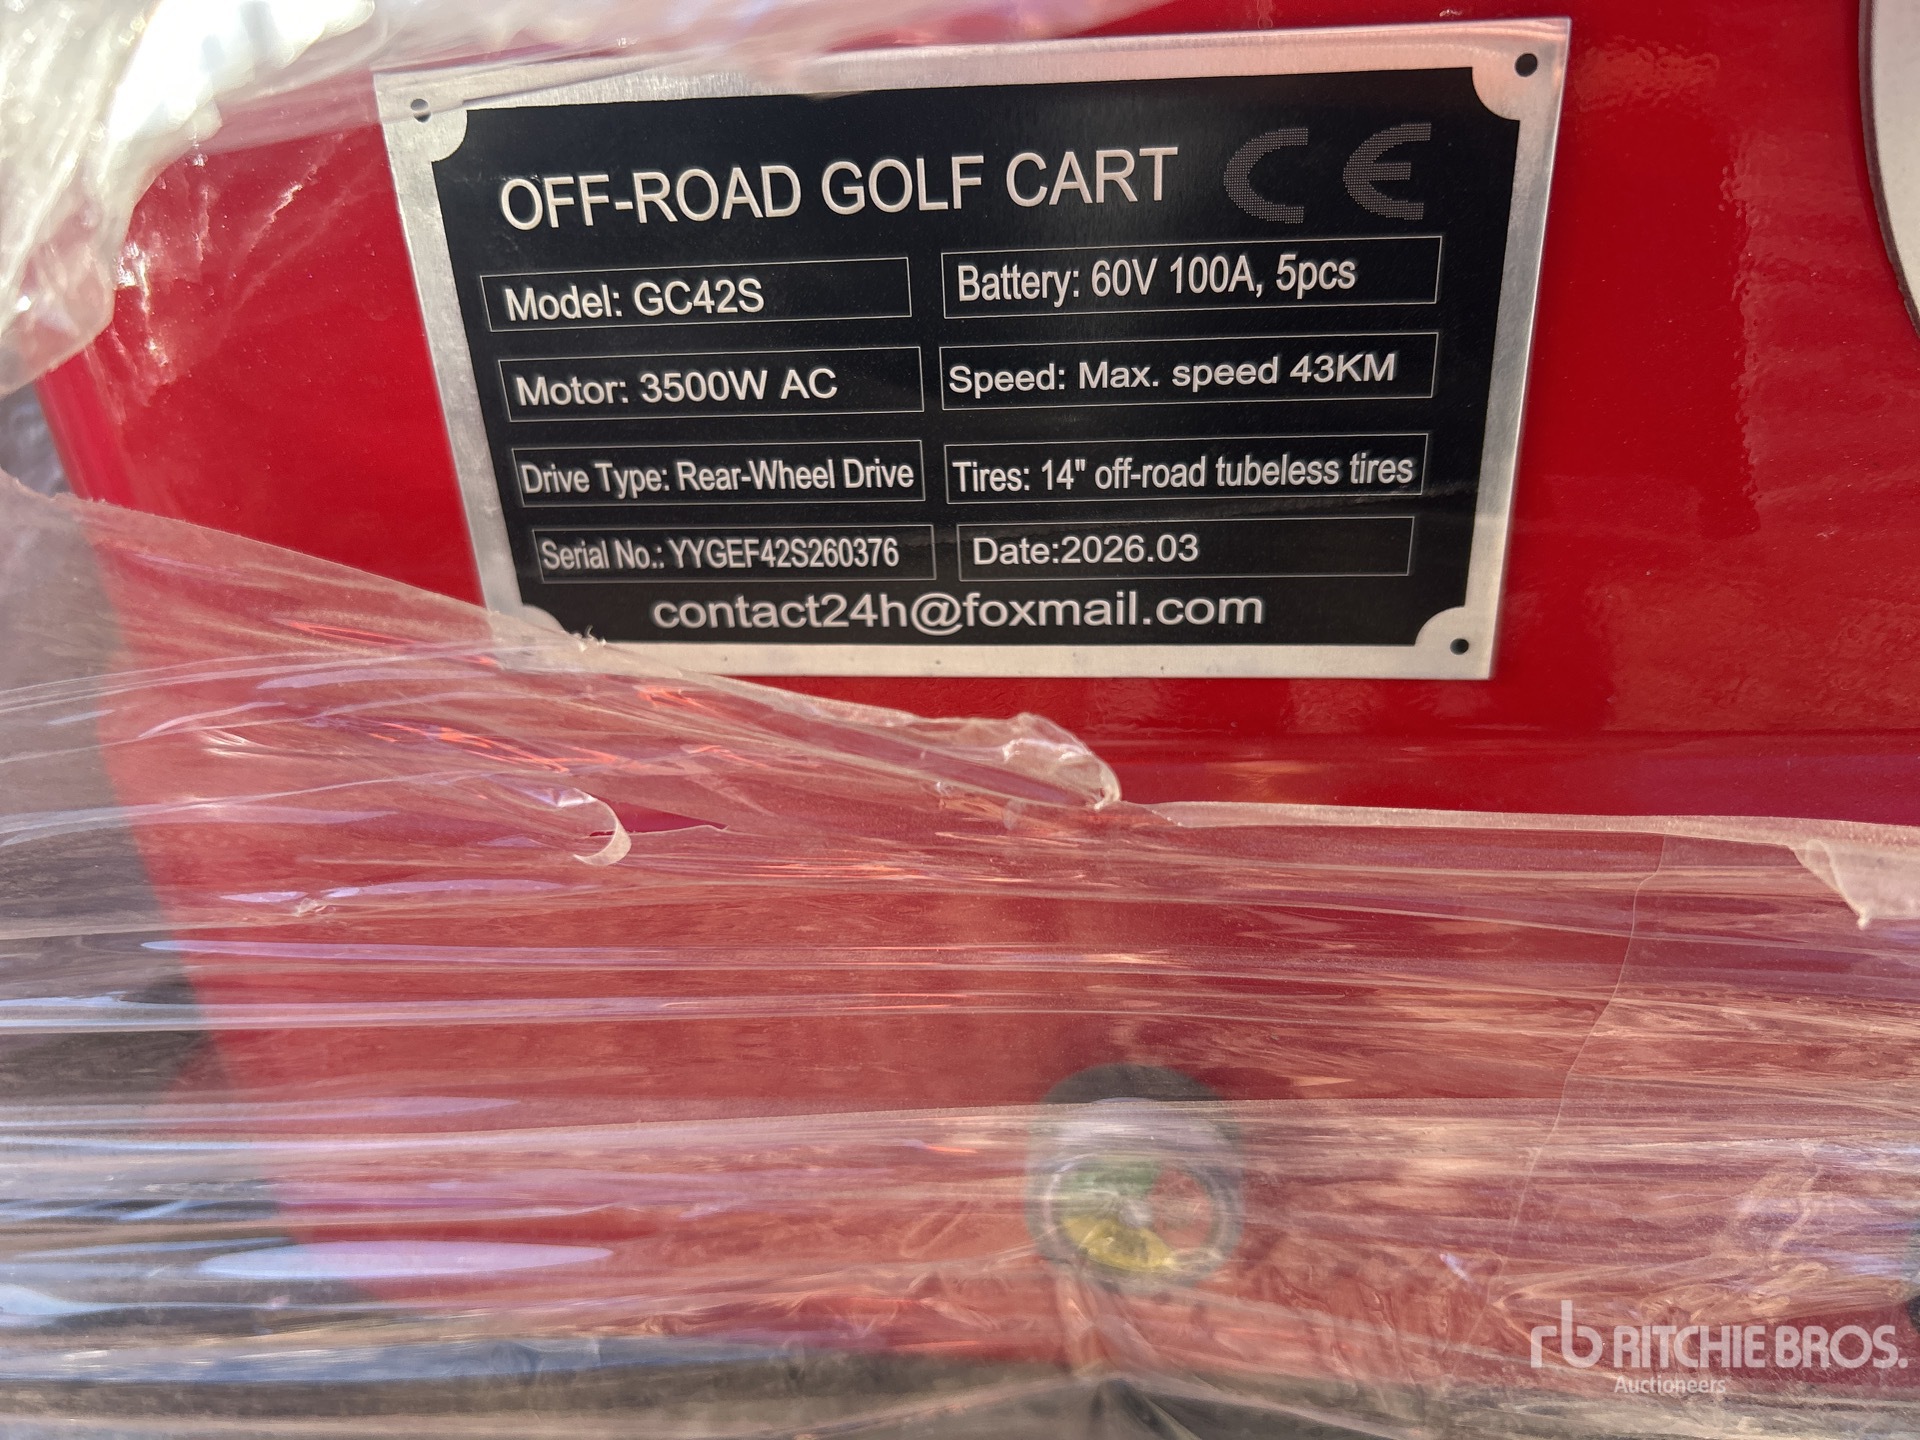 OFF-ROAD GOLF CART CE
Model: GC42S
Battery: 60V 100A, 5pcs
Motor: 3500W AC
Speed: Max. speed 43KM
Drive Type: Rear-Wheel Drive
Tires: 14" off-road tubeless tires
Serial No.: YYGEF42S260376
Date:2026.03
contact24h@foxmail.com
rb RITCHIE BROS.
Auctioneers